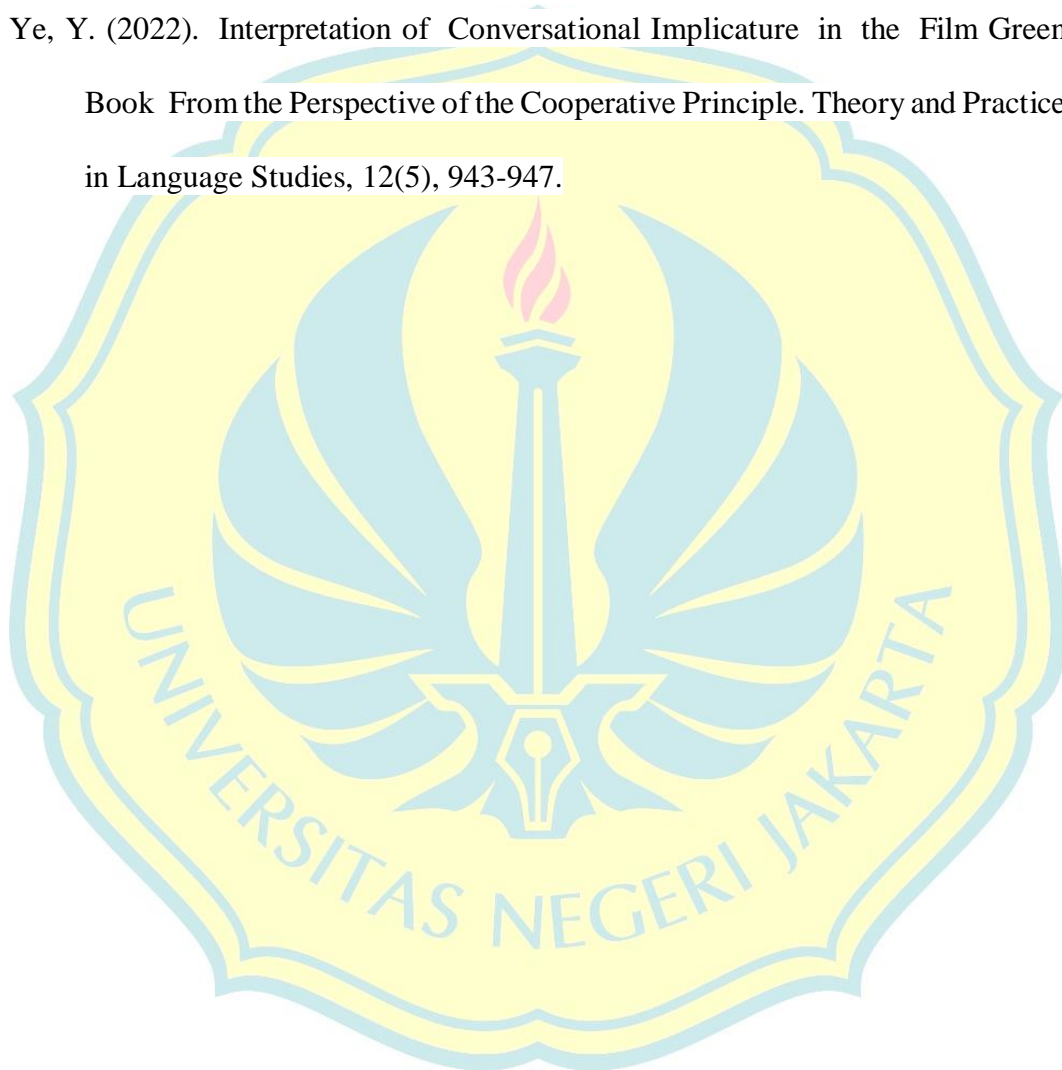 Ye, Y. (2022). Interpretation of Conversational Implicature in the Film Green
Book From the Perspective of the Cooperative Principle. Theory and Practice
in Language Studies, 12(5), 943-947.
UNIVERSITAS NEGERI JAKARTA